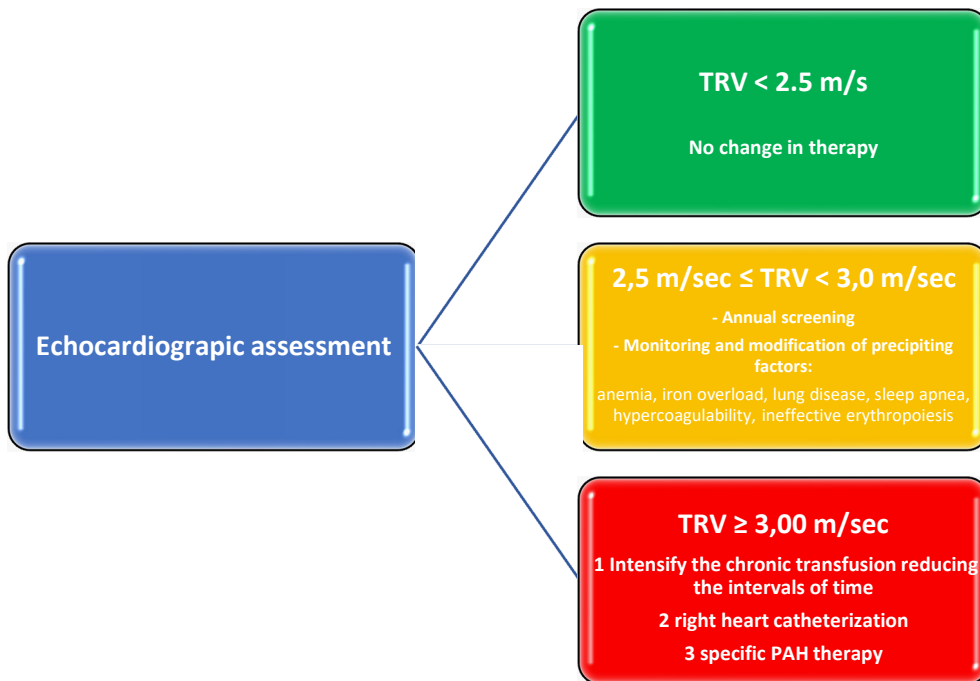 TRV < 2.5 m/s
No change in therapy
Echocardiograpic assessment
2,5 m/sec ≤ TRV < 3,0 m/sec
- Annual screening
- Monitoring and modification of precipiting
factors:
anemia, iron overload, lung disease, sleep apnea,
hypercoagulability, ineffective erythropoiesis
TRV ≥ 3,00 m/sec
1 Intensify the chronic transfusion reducing
the intervals of time
2 right heart catheterization
3 specific PAH therapy